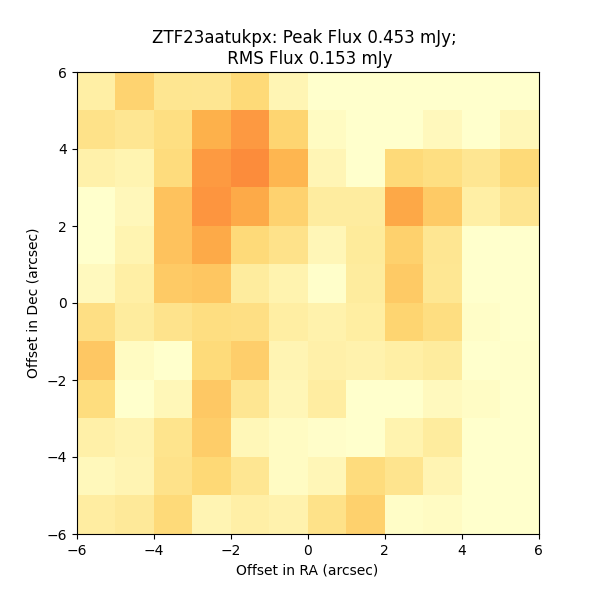 ZTF23aatukpx: Peak Flux 0.453 mJy;
RMS Flux 0.153 mJy
6
4
2
0
−2
−4
−6
Offset in Dec (arcsec)
−6 −4 −2 0 2 4 6
Offset in RA (arcsec)